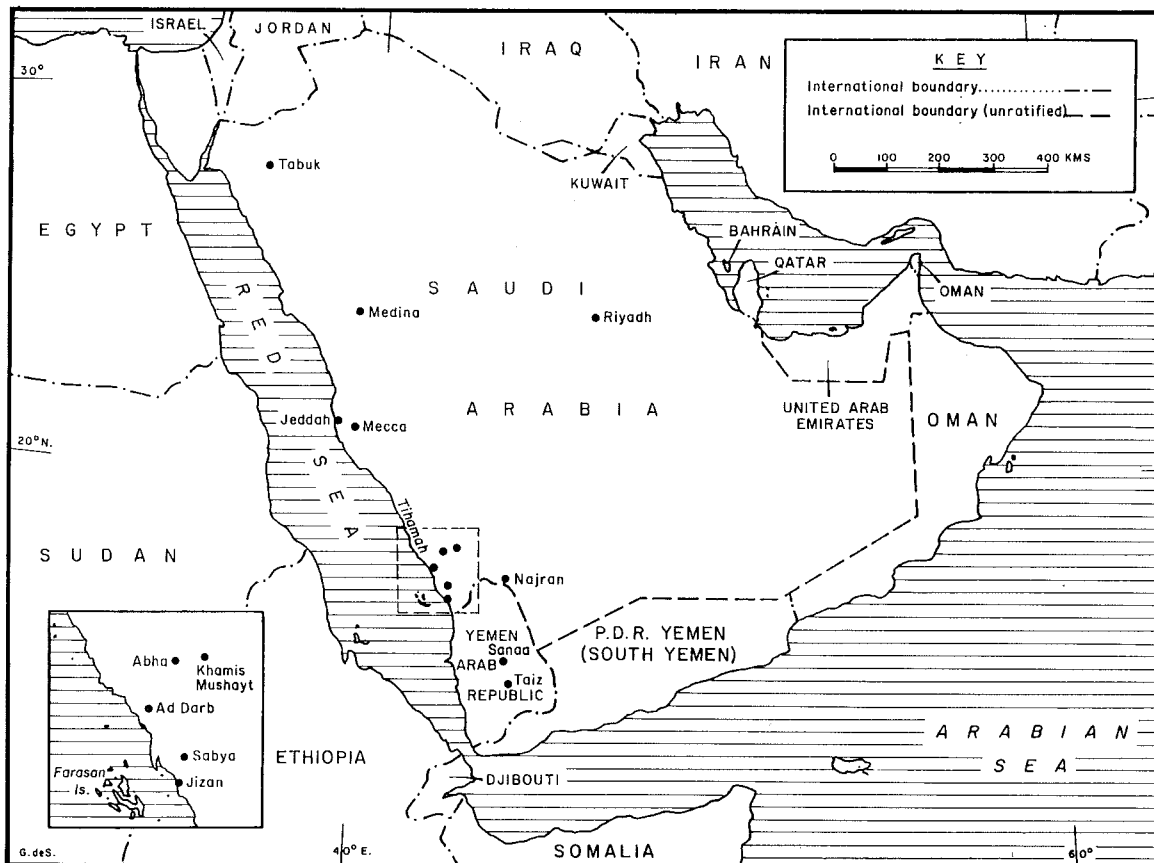 ISRAEL
JORDAN
IRAQ
IRAN
KEY
International boundary
International boundary (unratified)
0 100 200 300 400 KMS
30°
Tabuk
KUWAIT
EGYPT
BAHRAIN
QATAR
OMAN
RED SEA
SAUDI
ARABIA
Medina
Riyadh
Jeddah
Mecca
UNITED ARAB
EMIRATES
OMAN
20°N.
Tihamah
SUDAN
Najran
YEMEN
ARAB
REPUBLIC
Sanaa
Taiz
P.D.R. YEMEN
(SOUTH YEMEN)
Abha
Khamis
Mushayt
Ad Darb
Sabya
Jizan
Farasan
Is.
ETHIOPIA
DJIBOUTI
ARABIAN
SEA
SOMALIA
G.deS.
40°E.
60°